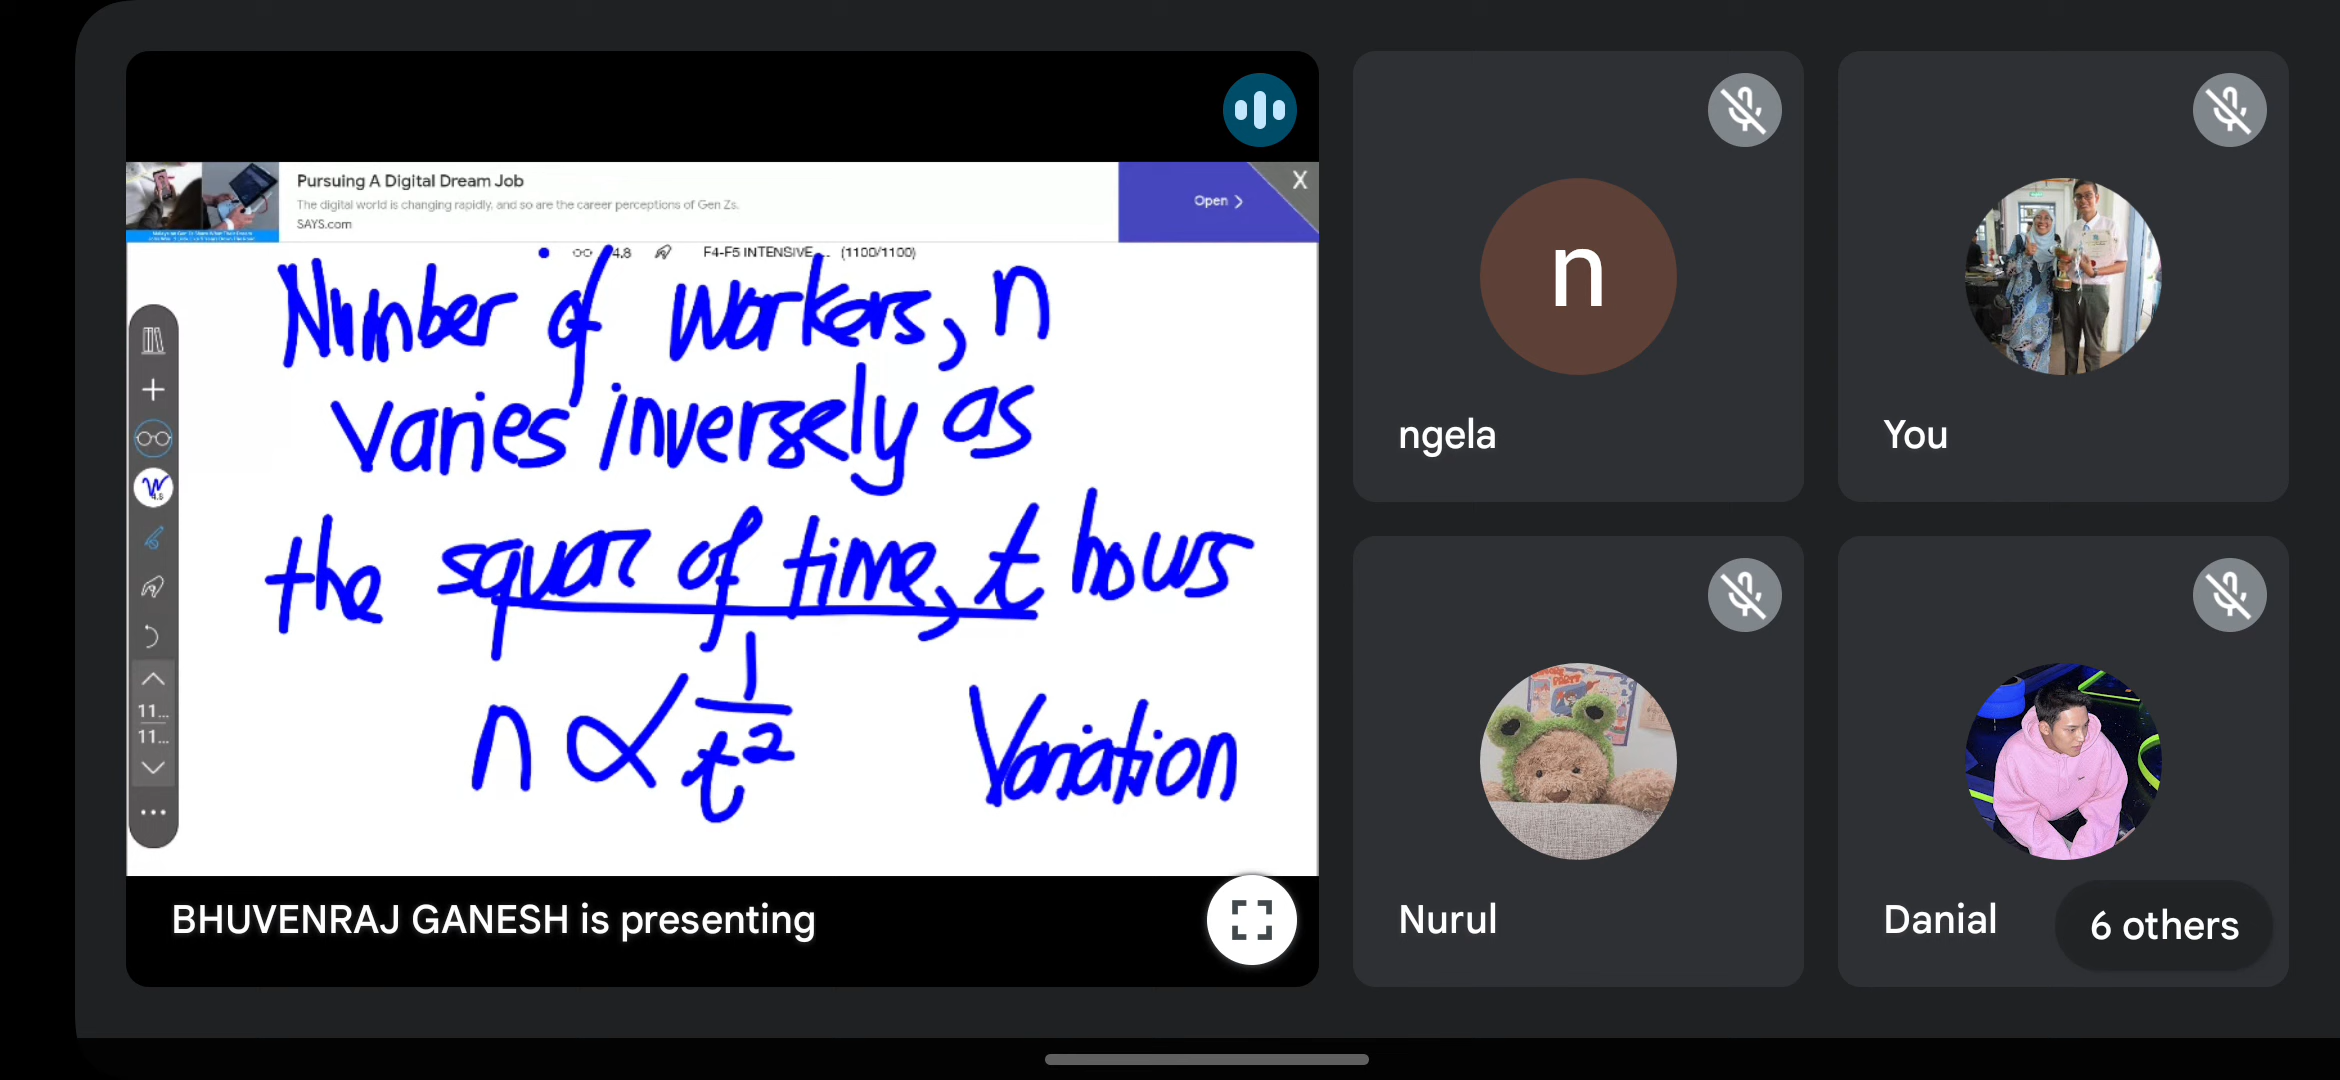 Pursuing A Digital Dream Job
The digital world is changing rapidly, and so are the career perceptions of Gen Zs.
SAYS.com
Open
X
4.8
F4-F5 INTENSIVE... (1100/1100)
Number of workers, n
varies inversely as
the square of time, t hours
n ∝ 1/t²
Variation
4.8
11...
11...
BHUVENRAJ GANESH is presenting
n
ngela
You
Nurul
Danial
6 others